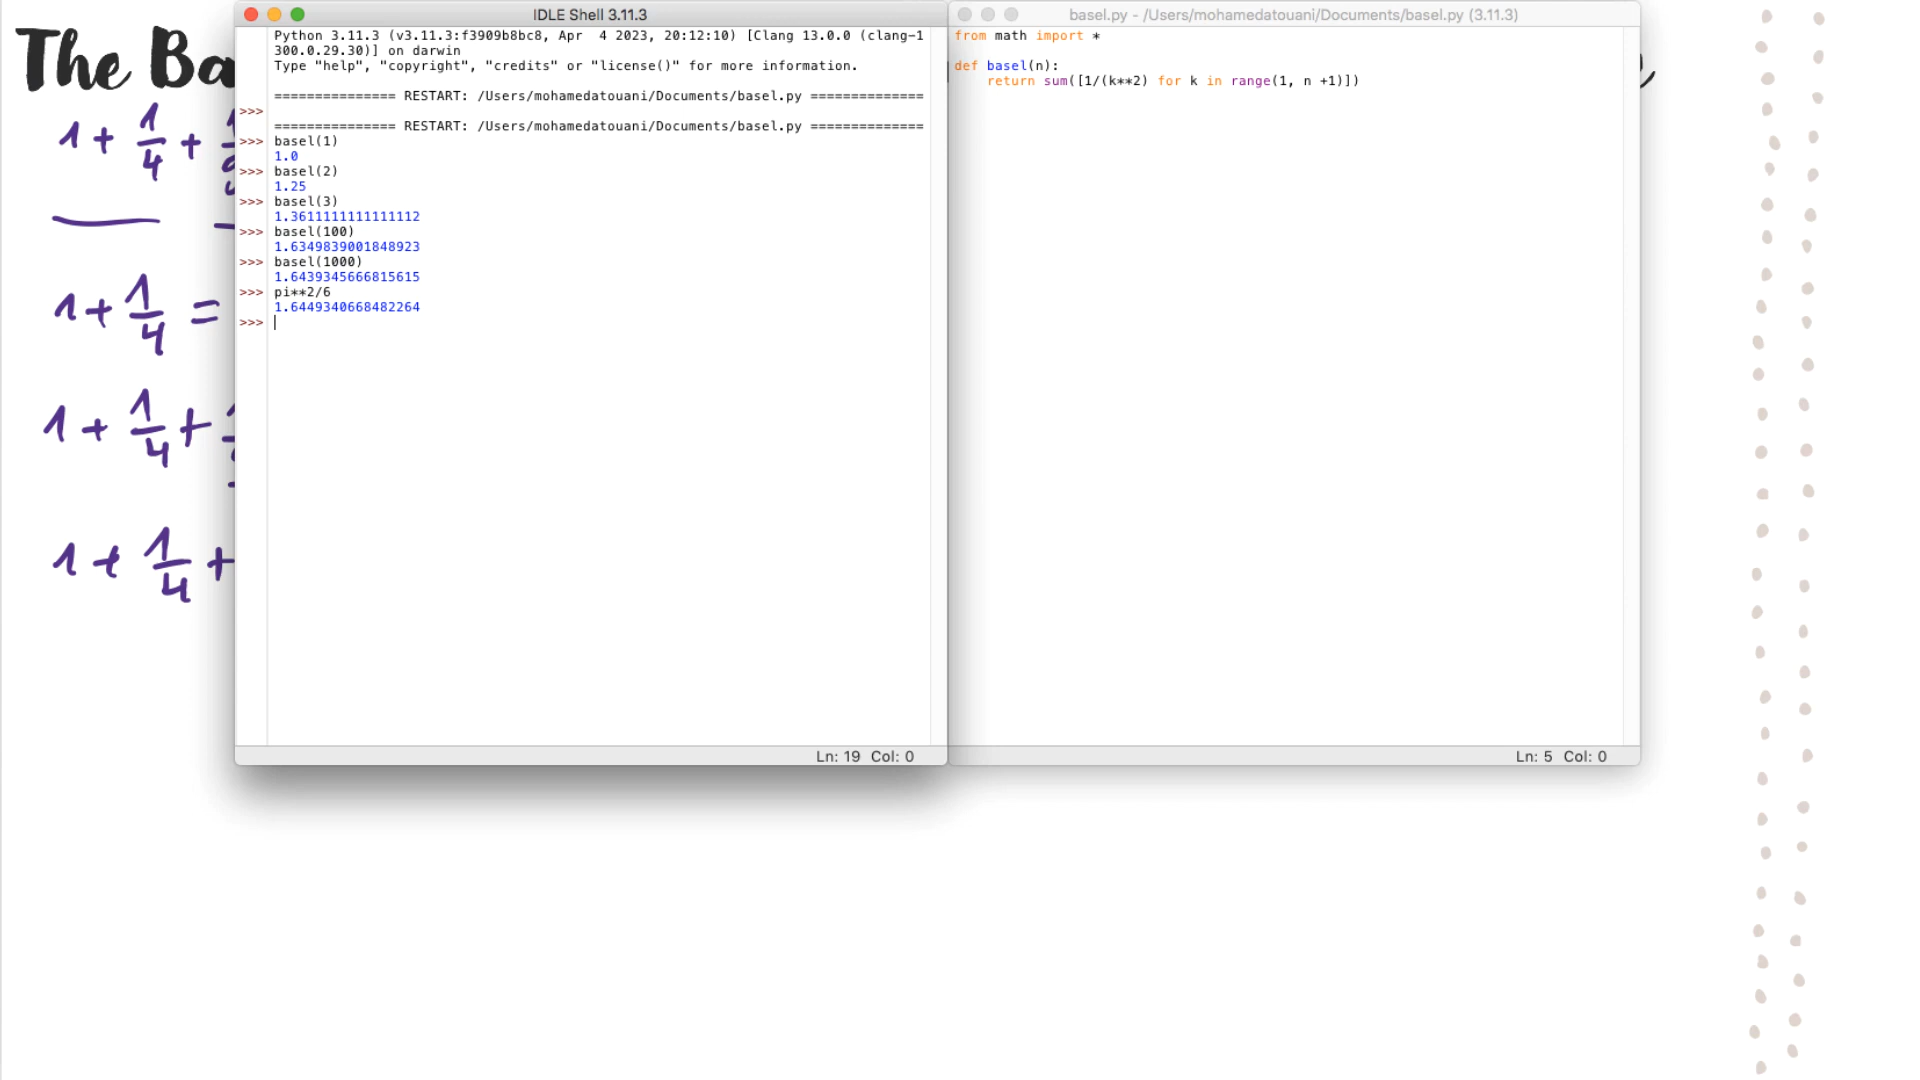 The Ba
1 + 1/4 +
1 + 1/4 =
1 + 1/4 +
1 + 1/4 +
IDLE Shell 3.11.3
Python 3.11.3 (v3.11.3:f3909b8bc8, Apr  4 2023, 20:12:10) [Clang 13.0.0 (clang-1
300.0.29.30)] on darwin
Type "help", "copyright", "credits" or "license()" for more information.
=============== RESTART: /Users/mohamedatouani/Documents/basel.py ==============
>>>
=============== RESTART: /Users/mohamedatouani/Documents/basel.py ==============
>>> basel(1)
1.0
>>> basel(2)
1.25
>>> basel(3)
1.3611111111111112
>>> basel(100)
1.6349839001848923
>>> basel(1000)
1.6439345666815615
>>> pi**2/6
1.6449340668482264
>>>
Ln: 19 Col: 0
basel.py - /Users/mohamedatouani/Documents/basel.py (3.11.3)
from math import *
def basel(n):
    return sum([1/(k**2) for k in range(1, n +1)])
Ln: 5 Col: 0